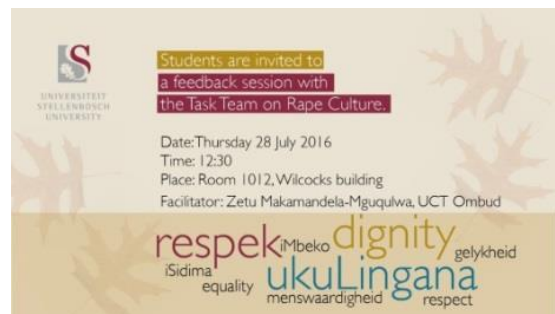 UNIVERSITEIT
STELLENBOSCH
UNIVERSITY
Students are invited to
a feedback session with
the Task Team on Rape Culture.
Date: Thursday 28 July 2016
Time: 12:30
Place: Room 1012, Wilcocks building
Facilitator: Zetu Makamandela-Mguqulwa, UCT Ombud
respek iMbeko dignity gelykheid
iSidima equality ukuLingana
menswaardigheid respect